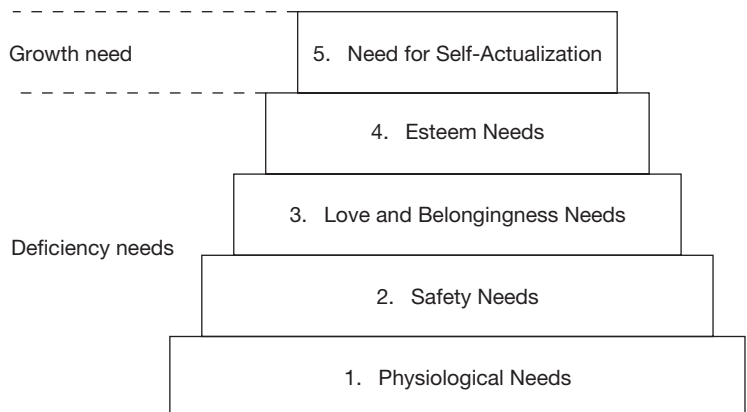 Growth need
5. Need for Self-Actualization
4. Esteem Needs
3. Love and Belongingness Needs
Deficiency needs
2. Safety Needs
1. Physiological Needs